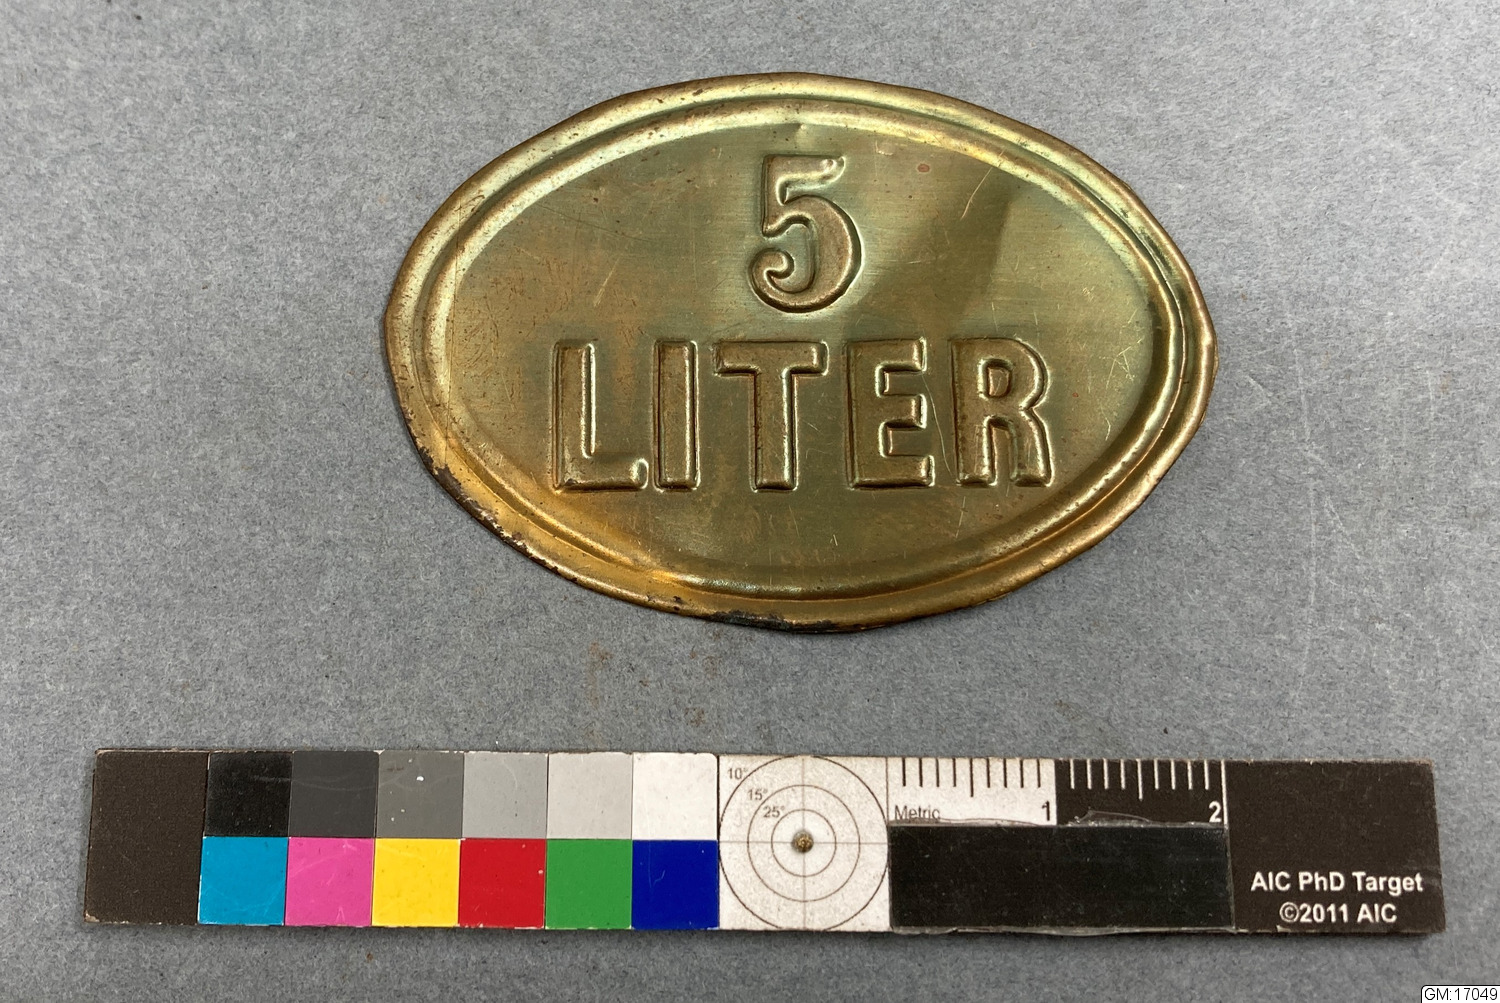 5
LITER
10°
15°
25°
Metric
1
2
AIC PhD Target
©2011 AIC
GM:17049